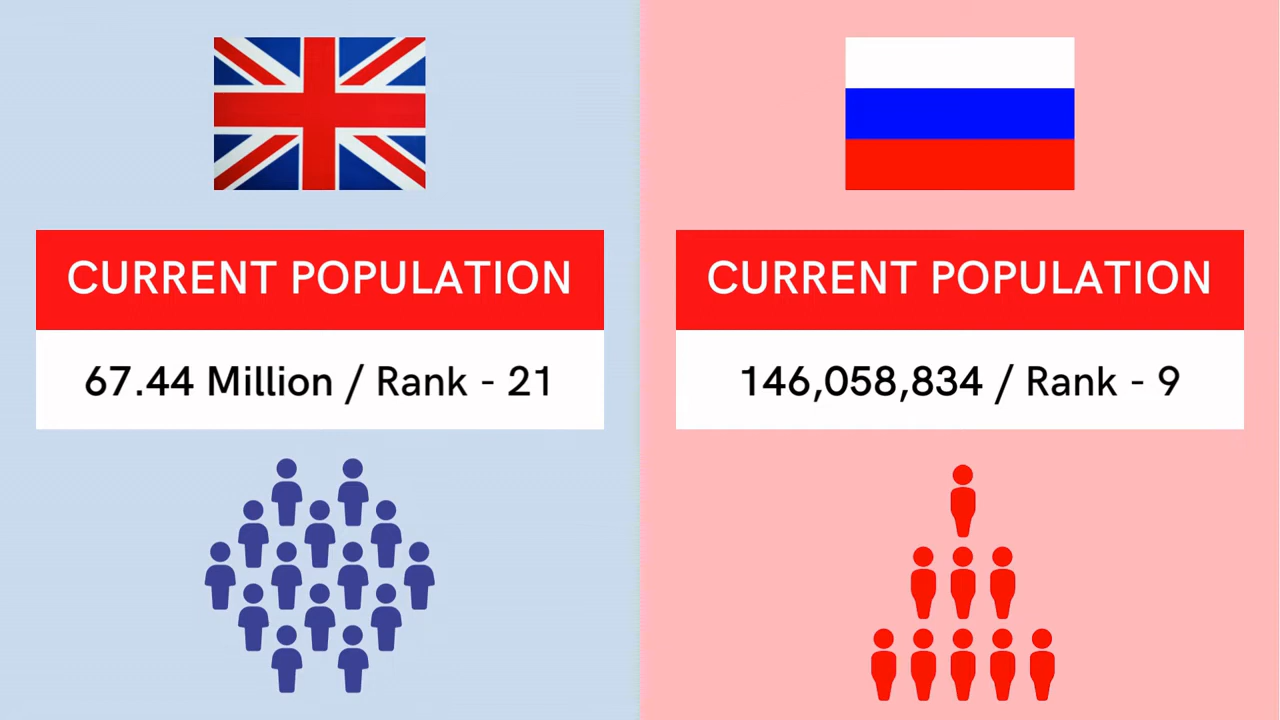 CURRENT POPULATION
67.44 Million / Rank - 21
CURRENT POPULATION
146,058,834 / Rank - 9